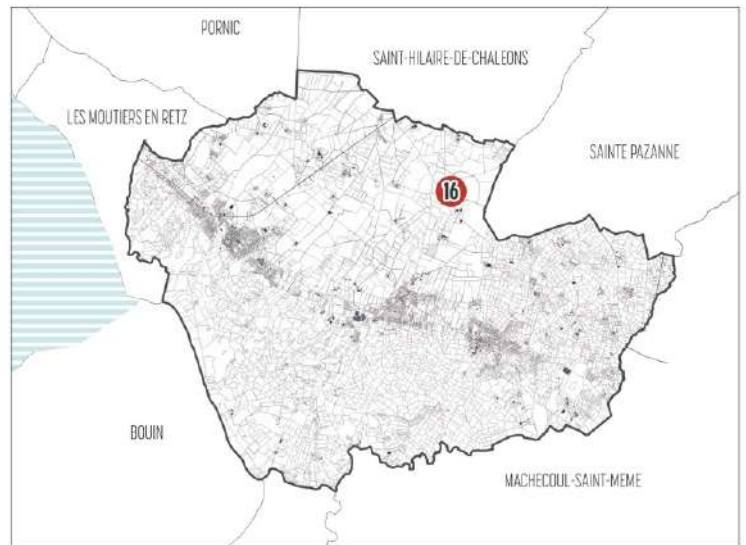 PORNIC
SAINT-HILAIRE-DE-CHALEONS
LES MOUTIERS EN RETZ
SAINTE PAZANNE
16
BOUIN
MACHECOUL-SAINT-MEME